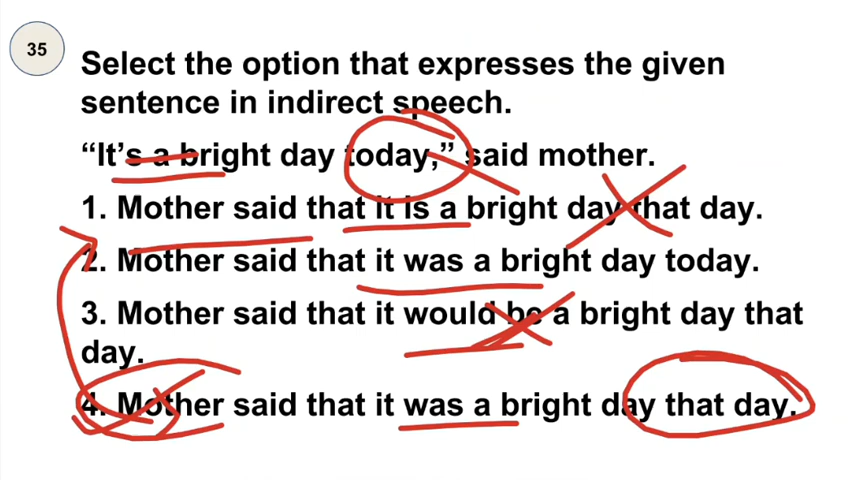 35
Select the option that expresses the given
sentence in indirect speech.
“It’s a bright day today,” said mother.
1. Mother said that it is a bright day that day.
2. Mother said that it was a bright day today.
3. Mother said that it would be a bright day that
day.
4. Mother said that it was a bright day that day.